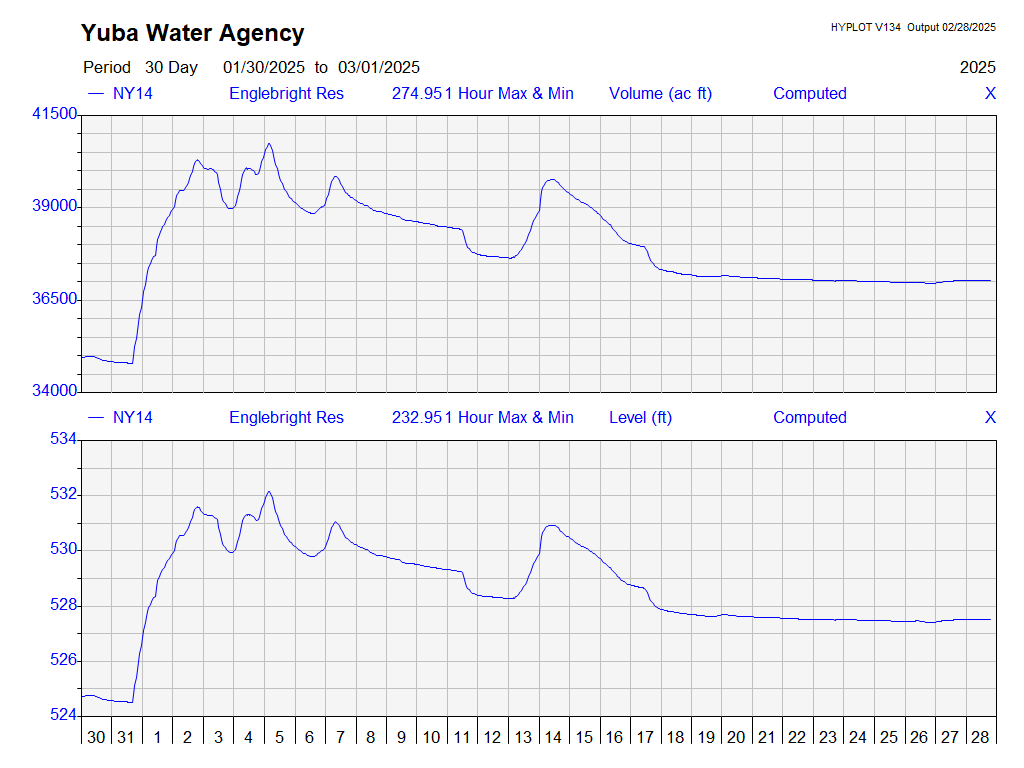 Yuba Water Agency
HYPLOT V134 Output 02/28/2025
Period 30 Day 01/30/2025 to 03/01/2025 2025
NY14 Englebright Res 274.951 Hour Max & Min Volume (ac ft) Computed X
41500
39000
36500
34000
NY14 Englebright Res 232.951 Hour Max & Min Level (ft) Computed X
534
532
530
528
526
524
30 31 1 2 3 4 5 6 7 8 9 10 11 12 13 14 15 16 17 18 19 20 21 22 23 24 25 26 27 28